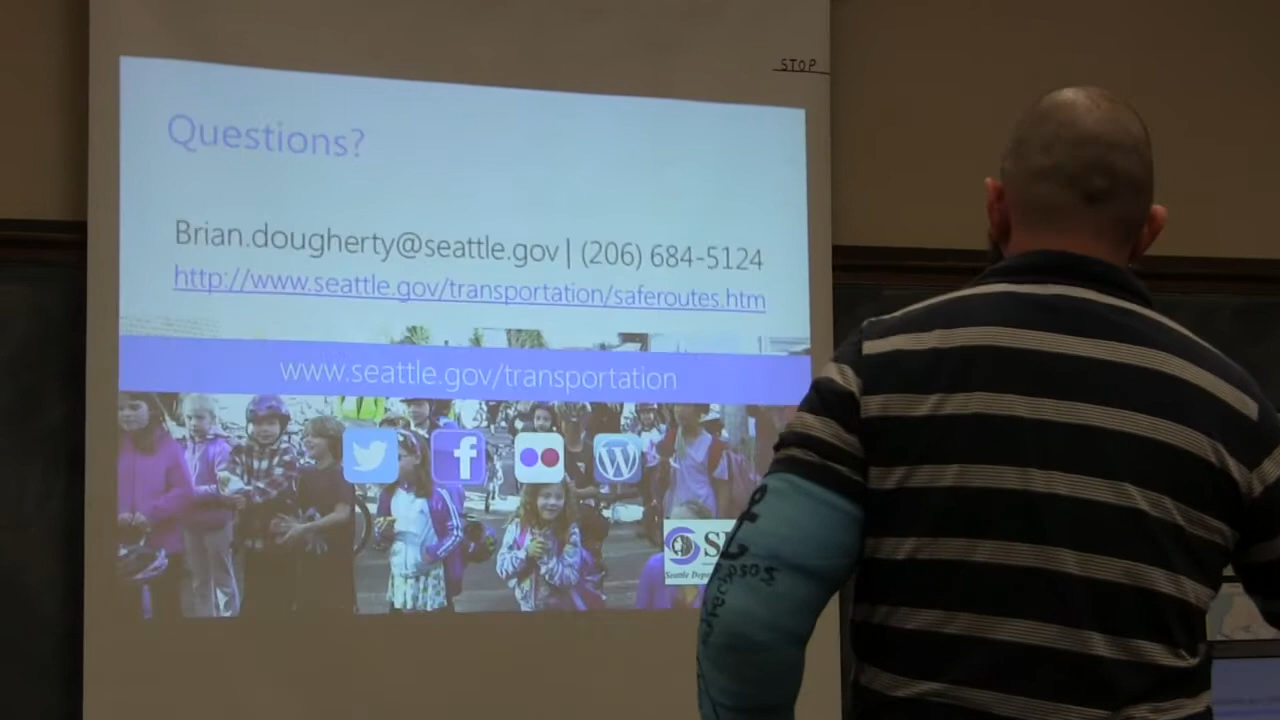 STOP
Questions?
Brian.dougherty@seattle.gov | (206) 684-5124
http://www.seattle.gov/transportation/saferoutes.htm
www.seattle.gov/transportation
Seattle